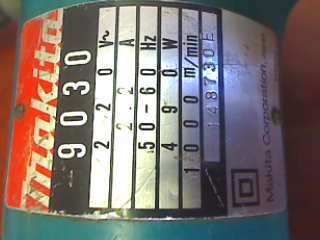 makita
9030
220V~
2.2A
50-60Hz
490W
1000m/min
148730E
Makita Corporation